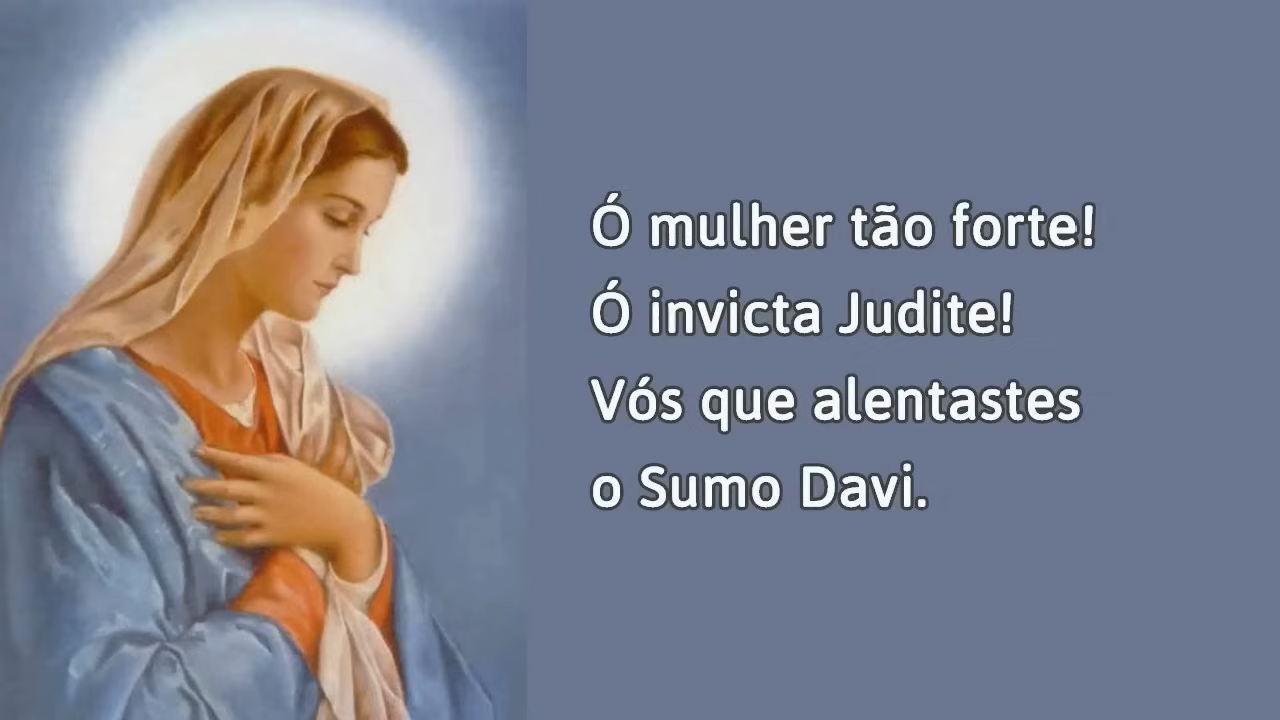 Ó mulher tão forte!
Ó invicta Judite!
Vós que alentastes
o Sumo Davi.